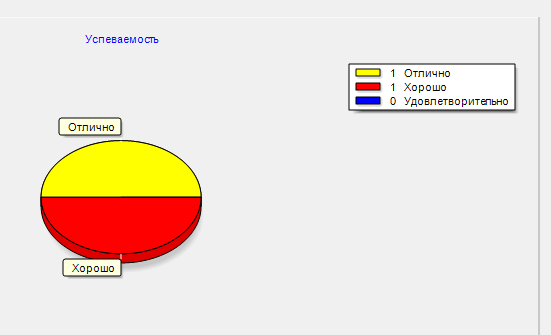 Успеваемость
1 Отлично
1 Хорошо
0 Удовлетворительно
Отлично
Хорошо